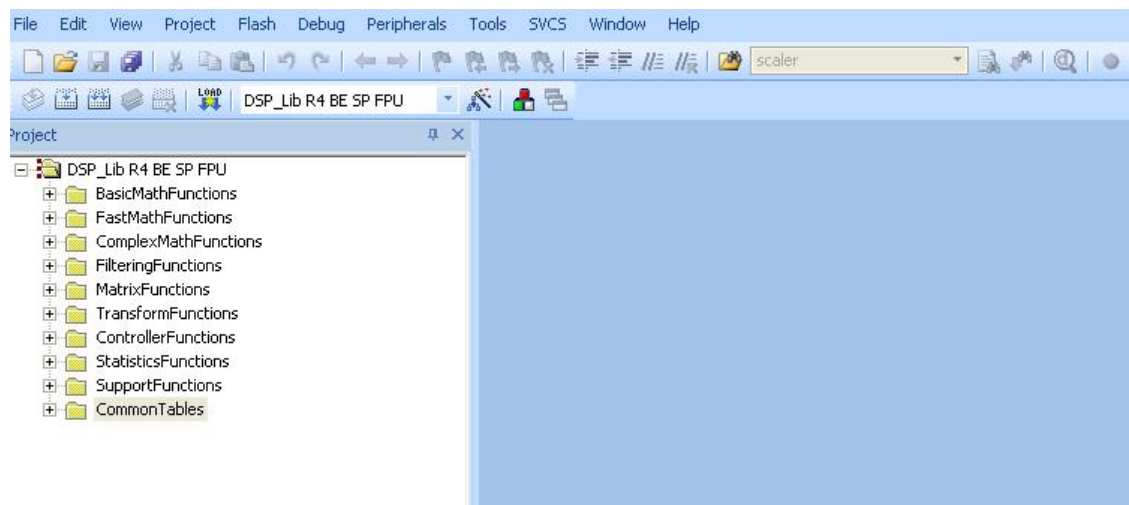 File Edit View Project Flash Debug Peripherals Tools SVCS Window Help
scaler
LOAD DSP_Lib R4 BE SP FPU
Project
DSP_Lib R4 BE SP FPU
BasicMathFunctions
FastMathFunctions
ComplexMathFunctions
FilteringFunctions
MatrixFunctions
TransformFunctions
ControllerFunctions
StatisticsFunctions
SupportFunctions
CommonTables